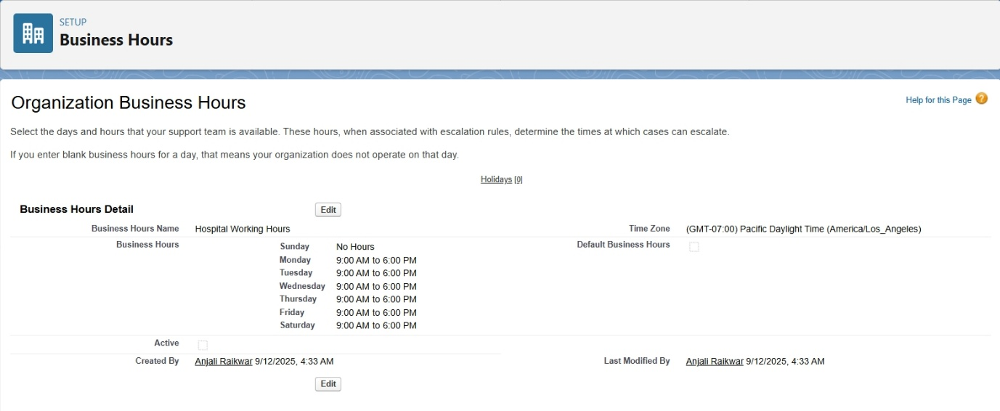 SETUP
Business Hours
Organization Business Hours
Help for this Page ?
Select the days and hours that your support team is available. These hours, when associated with escalation rules, determine the times at which cases can escalate.
If you enter blank business hours for a day, that means your organization does not operate on that day.
Holidays [0]
Business Hours Detail Edit
Business Hours Name Hospital Working Hours Time Zone (GMT-07:00) Pacific Daylight Time (America/Los_Angeles)
Business Hours Sunday No Hours Default Business Hours
Monday 9:00 AM to 6:00 PM
Tuesday 9:00 AM to 6:00 PM
Wednesday 9:00 AM to 6:00 PM
Thursday 9:00 AM to 6:00 PM
Friday 9:00 AM to 6:00 PM
Saturday 9:00 AM to 6:00 PM
Active
Created By Anjali Raikwar 9/12/2025, 4:33 AM Last Modified By Anjali Raikwar 9/12/2025, 4:33 AM
Edit